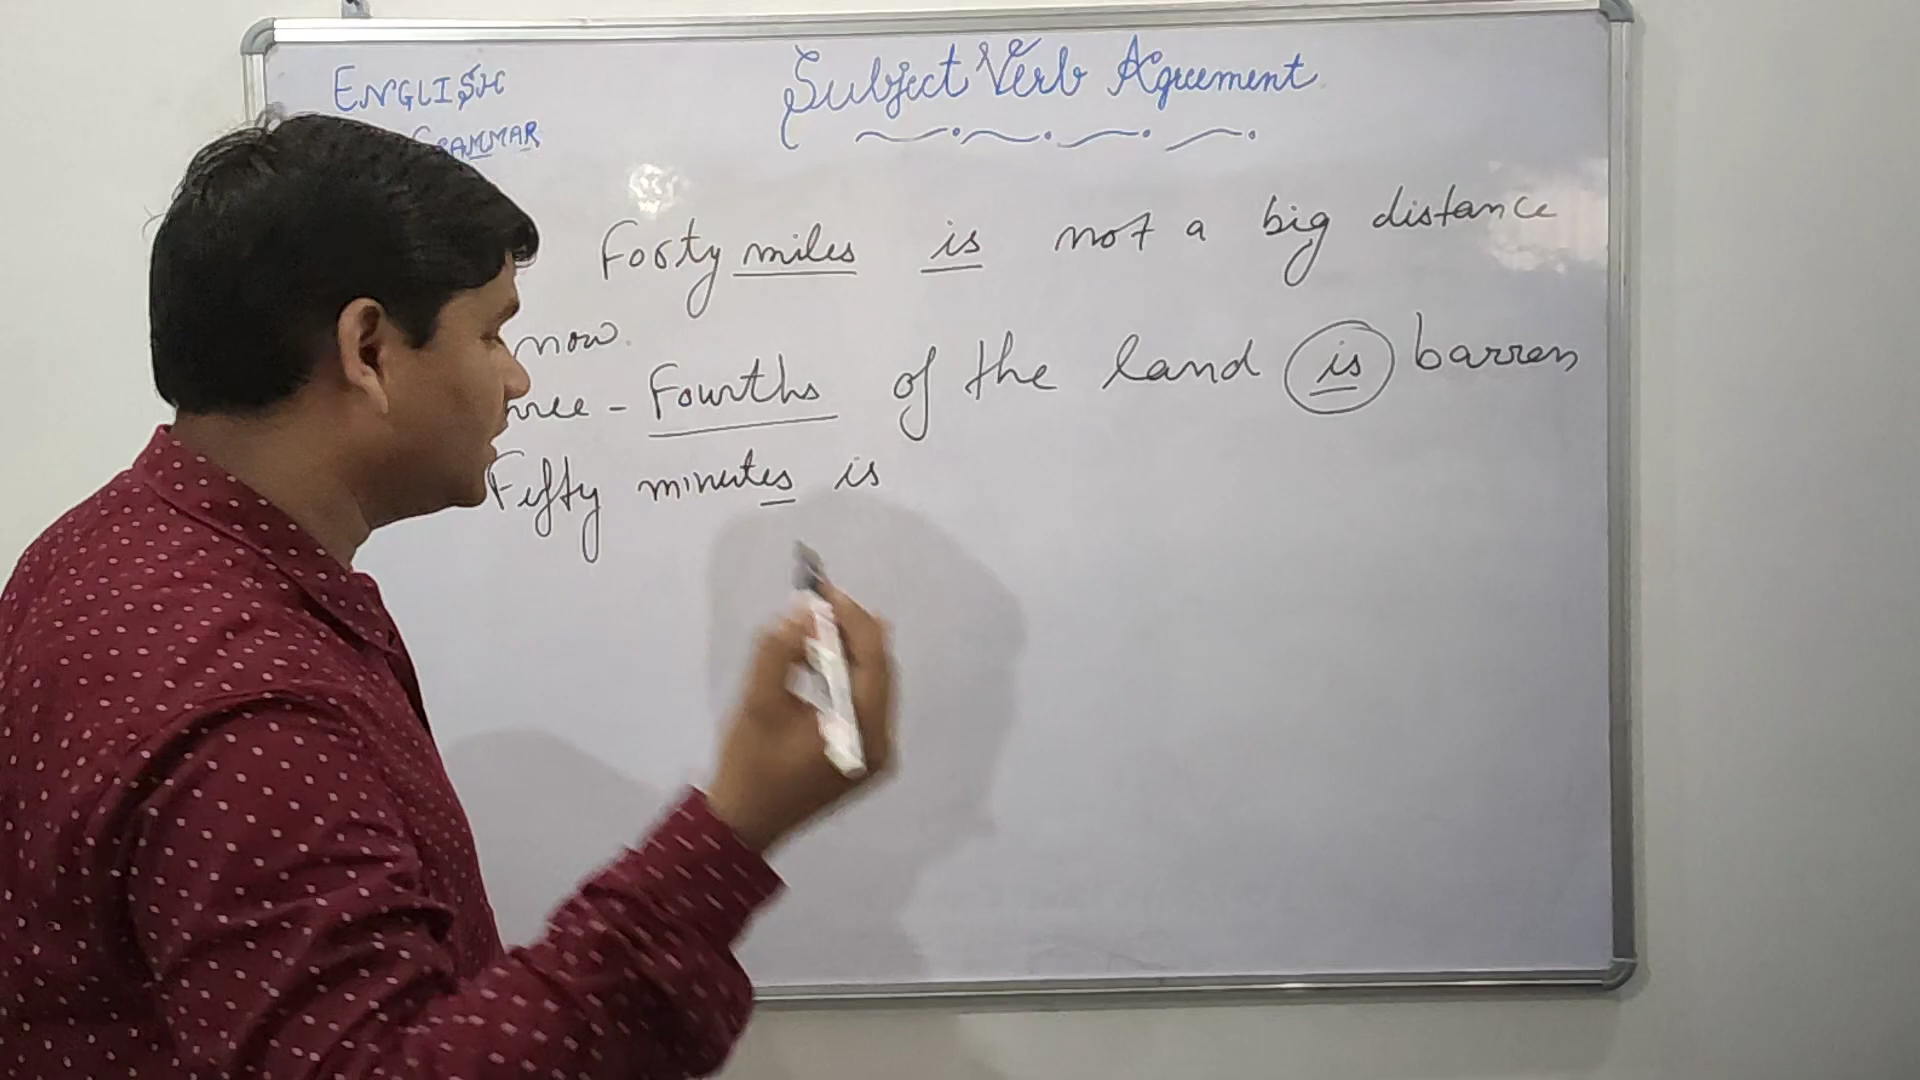 ENGLISH
GRAMMAR
Subject Verb Agreement
Forty miles is not a big distance
now.
Three - Fourths of the land is barren
Fifty minutes is